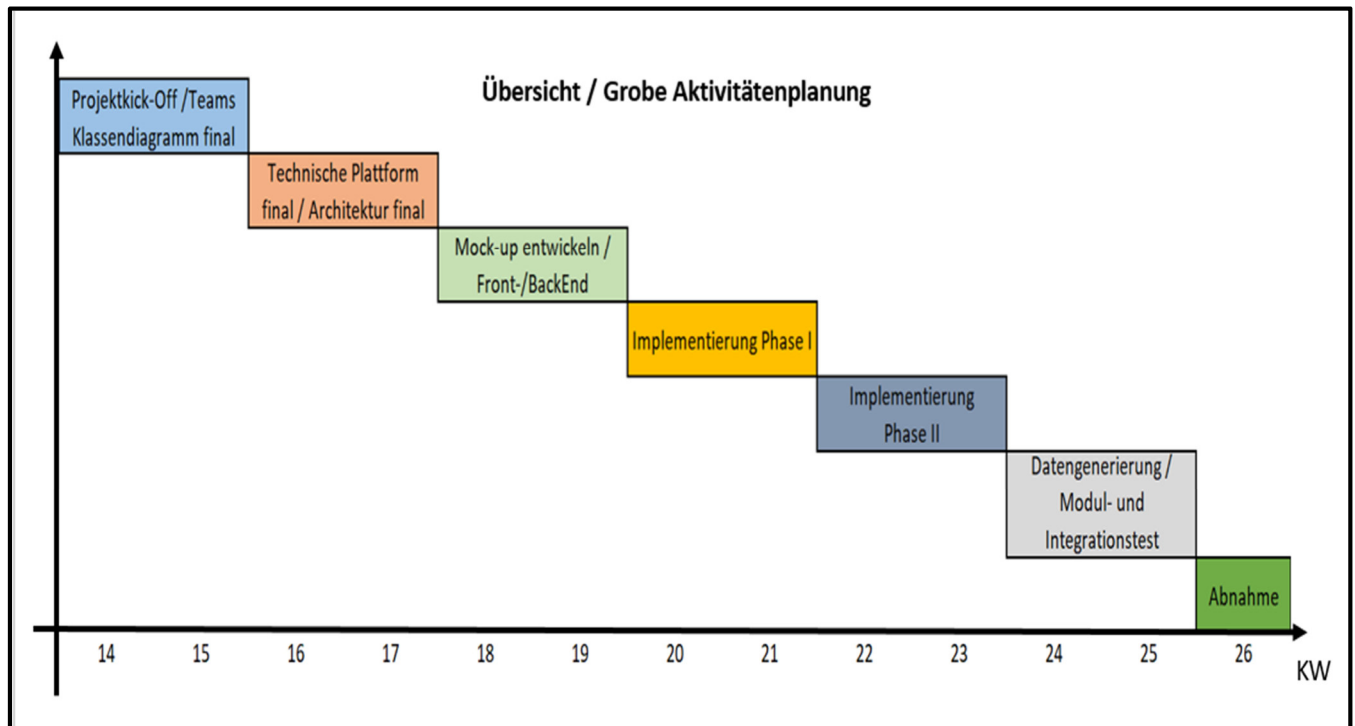 Übersicht / Grobe Aktivitätenplanung
Projektkick-Off /Teams
Klassendiagramm final
Technische Plattform
final / Architektur final
Mock-up entwickeln /
Front-/BackEnd
Implementierung Phase I
Implementierung
Phase II
Datengenerierung /
Modul- und
Integrationstest
Abnahme
14 15 16 17 18 19 20 21 22 23 24 25 26
KW